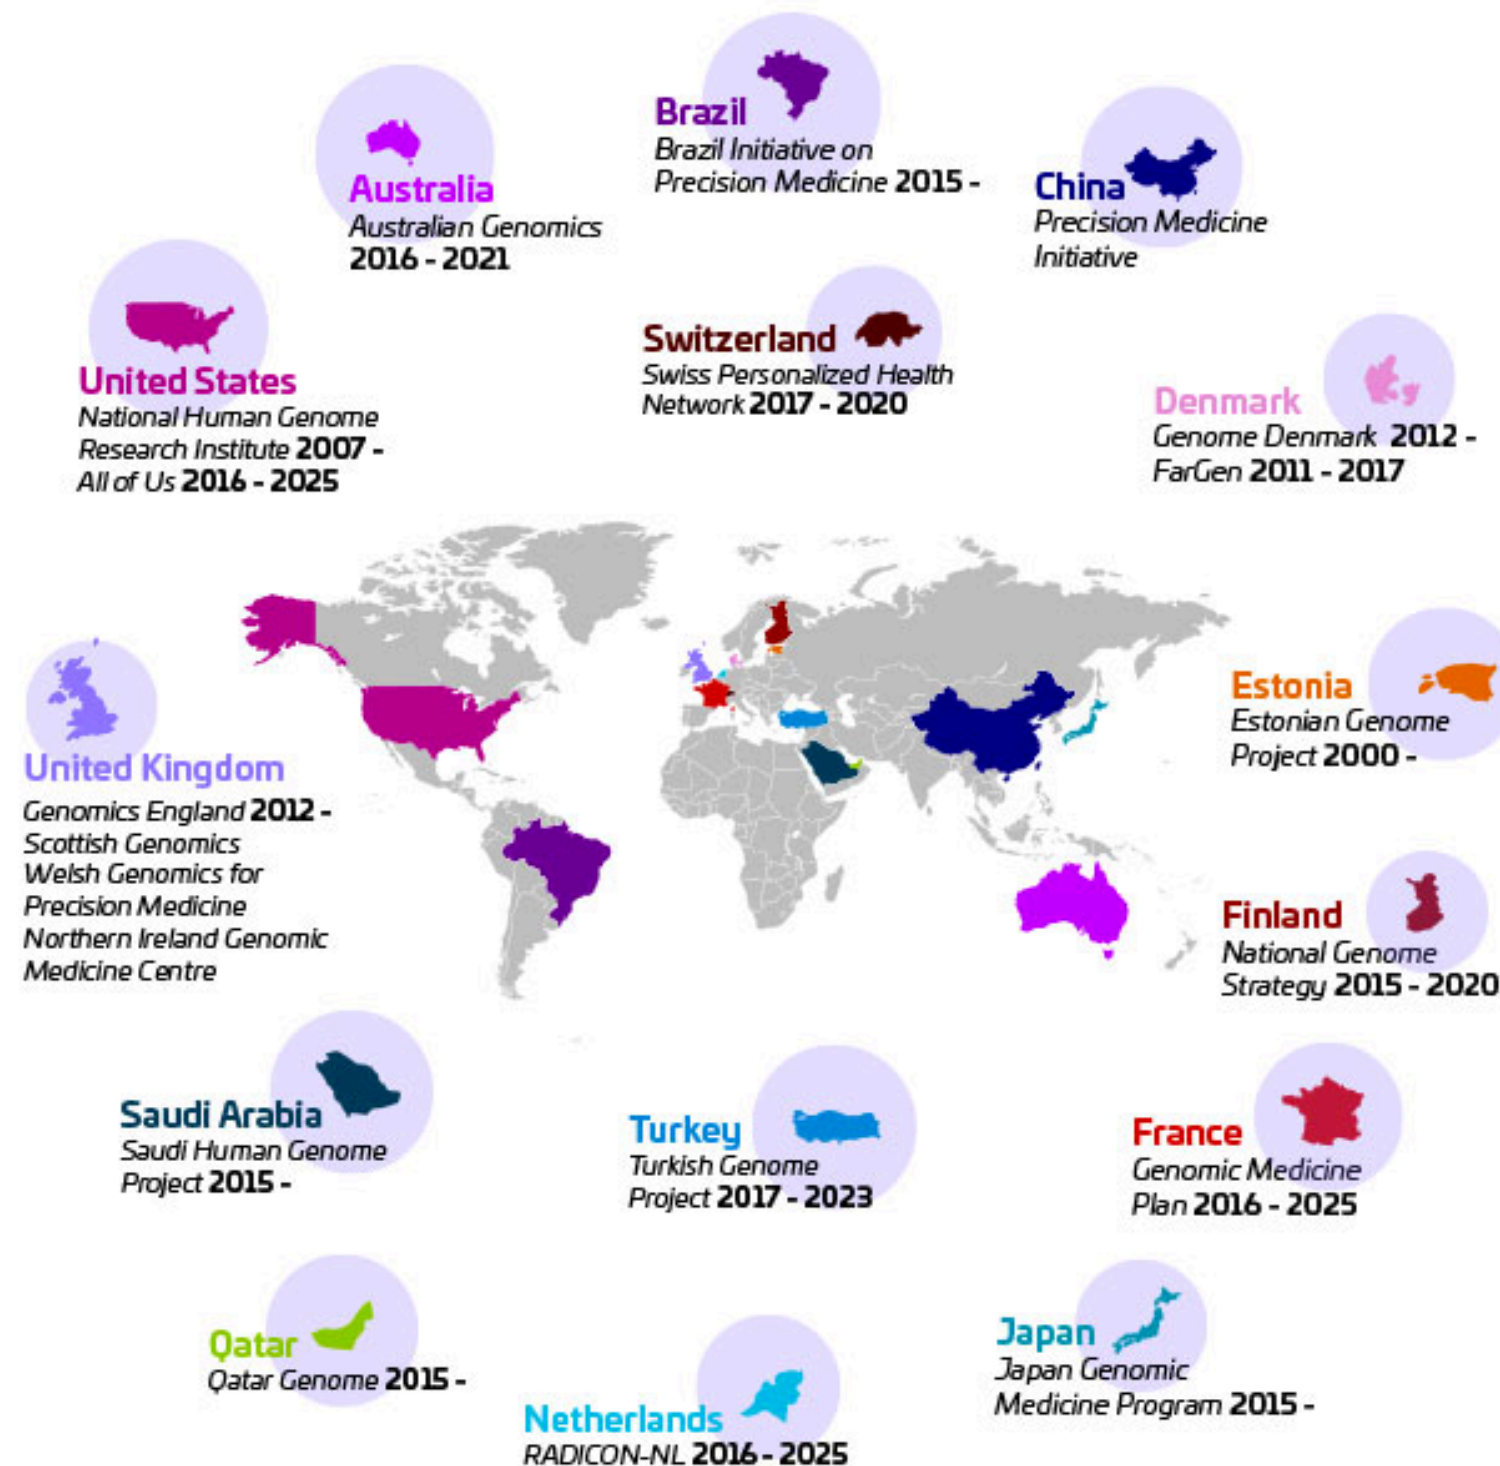 Brazil
Brazil Initiative on
Precision Medicine 2015 -
Australia
Australian Genomics
2016 - 2021
China
Precision Medicine
Initiative
United States
National Human Genome
Research Institute 2007 -
All of Us 2016 - 2025
Switzerland
Swiss Personalized Health
Network 2017 - 2020
Denmark
Genome Denmark 2012 -
FarGen 2011 - 2017
United Kingdom
Genomics England 2012 -
Scottish Genomics
Welsh Genomics for
Precision Medicine
Northern Ireland Genomic
Medicine Centre
Estonia
Estonian Genome
Project 2000 -
Finland
National Genome
Strategy 2015 - 2020
Saudi Arabia
Saudi Human Genome
Project 2015 -
Turkey
Turkish Genome
Project 2017 - 2023
France
Genomic Medicine
Plan 2016 - 2025
Qatar
Qatar Genome 2015 -
Netherlands
RADICON-NL 2016 - 2025
Japan
Japan Genomic
Medicine Program 2015 -